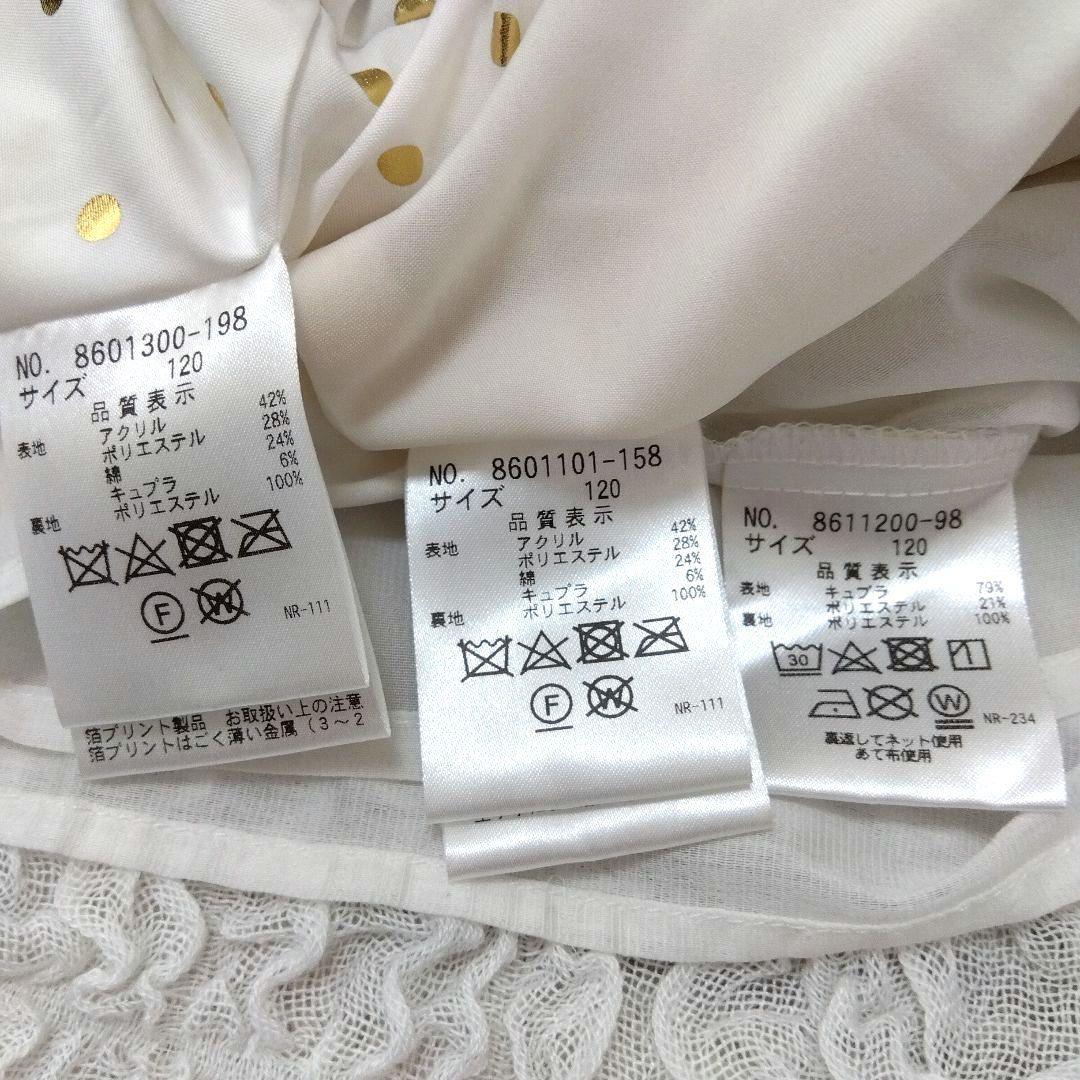 NO. 8601300-198
サイズ 120
品質表示
表地 アクリル 42%
ポリエステル 28%
綿 24%
キュプラ 6%
裏地 ポリエステル 100%
F
W
NR-111
箔プリント製品 お取扱い上の注意
箔プリントはごく薄い金属(3〜2
NO. 8601101-158
サイズ 120
品質表示
表地 アクリル 42%
ポリエステル 28%
綿 24%
キュプラ 6%
裏地 ポリエステル 100%
F
W
NR-111
NO. 8611200-98
サイズ 120
品質表示
表地 キュプラ 79%
ポリエステル 21%
裏地 ポリエステル 100%
30
W
NR-234
裏返してネット使用
あて布使用